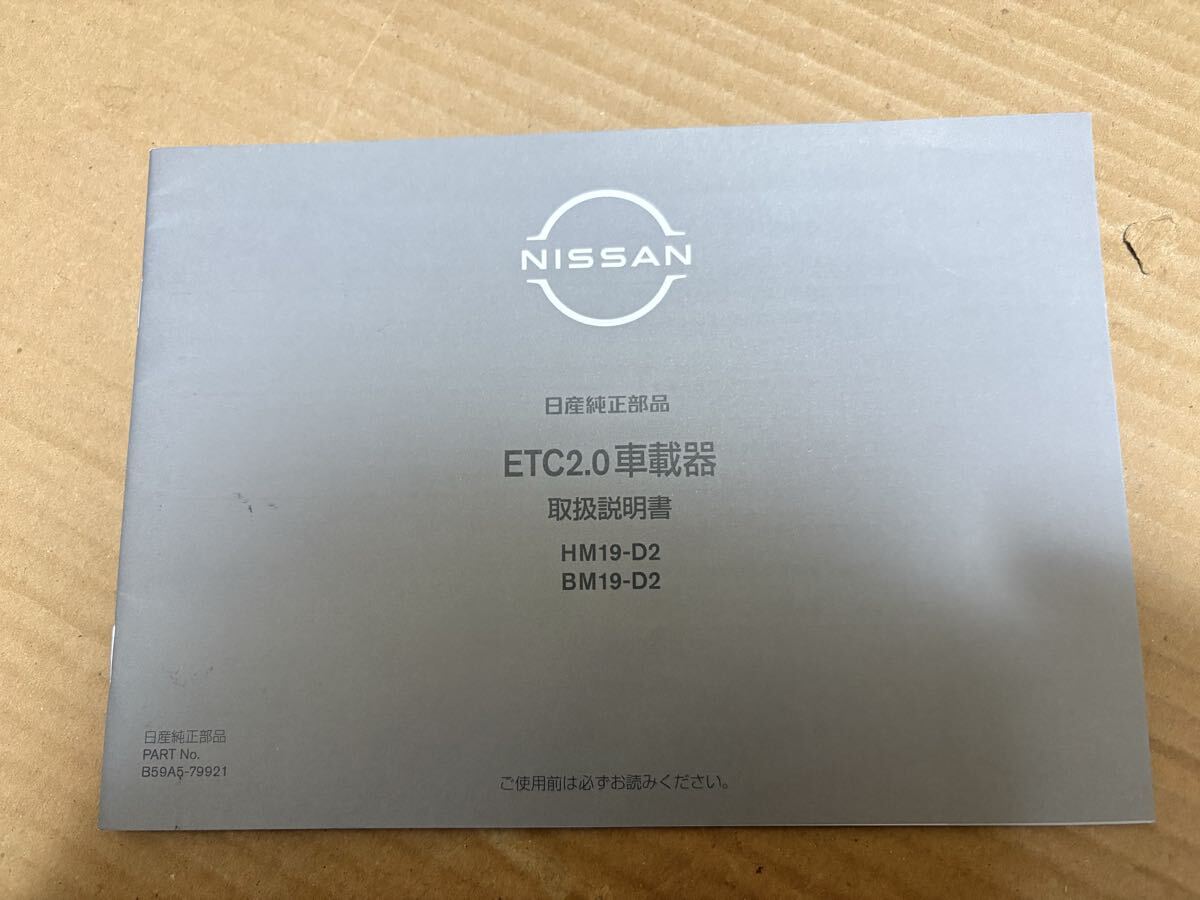 NISSAN
日産純正部品
ETC2.0車載器
取扱説明書
HM19-D2
BM19-D2
日産純正部品
PART No.
B59A5-79921
ご使用前は必ずお読みください。